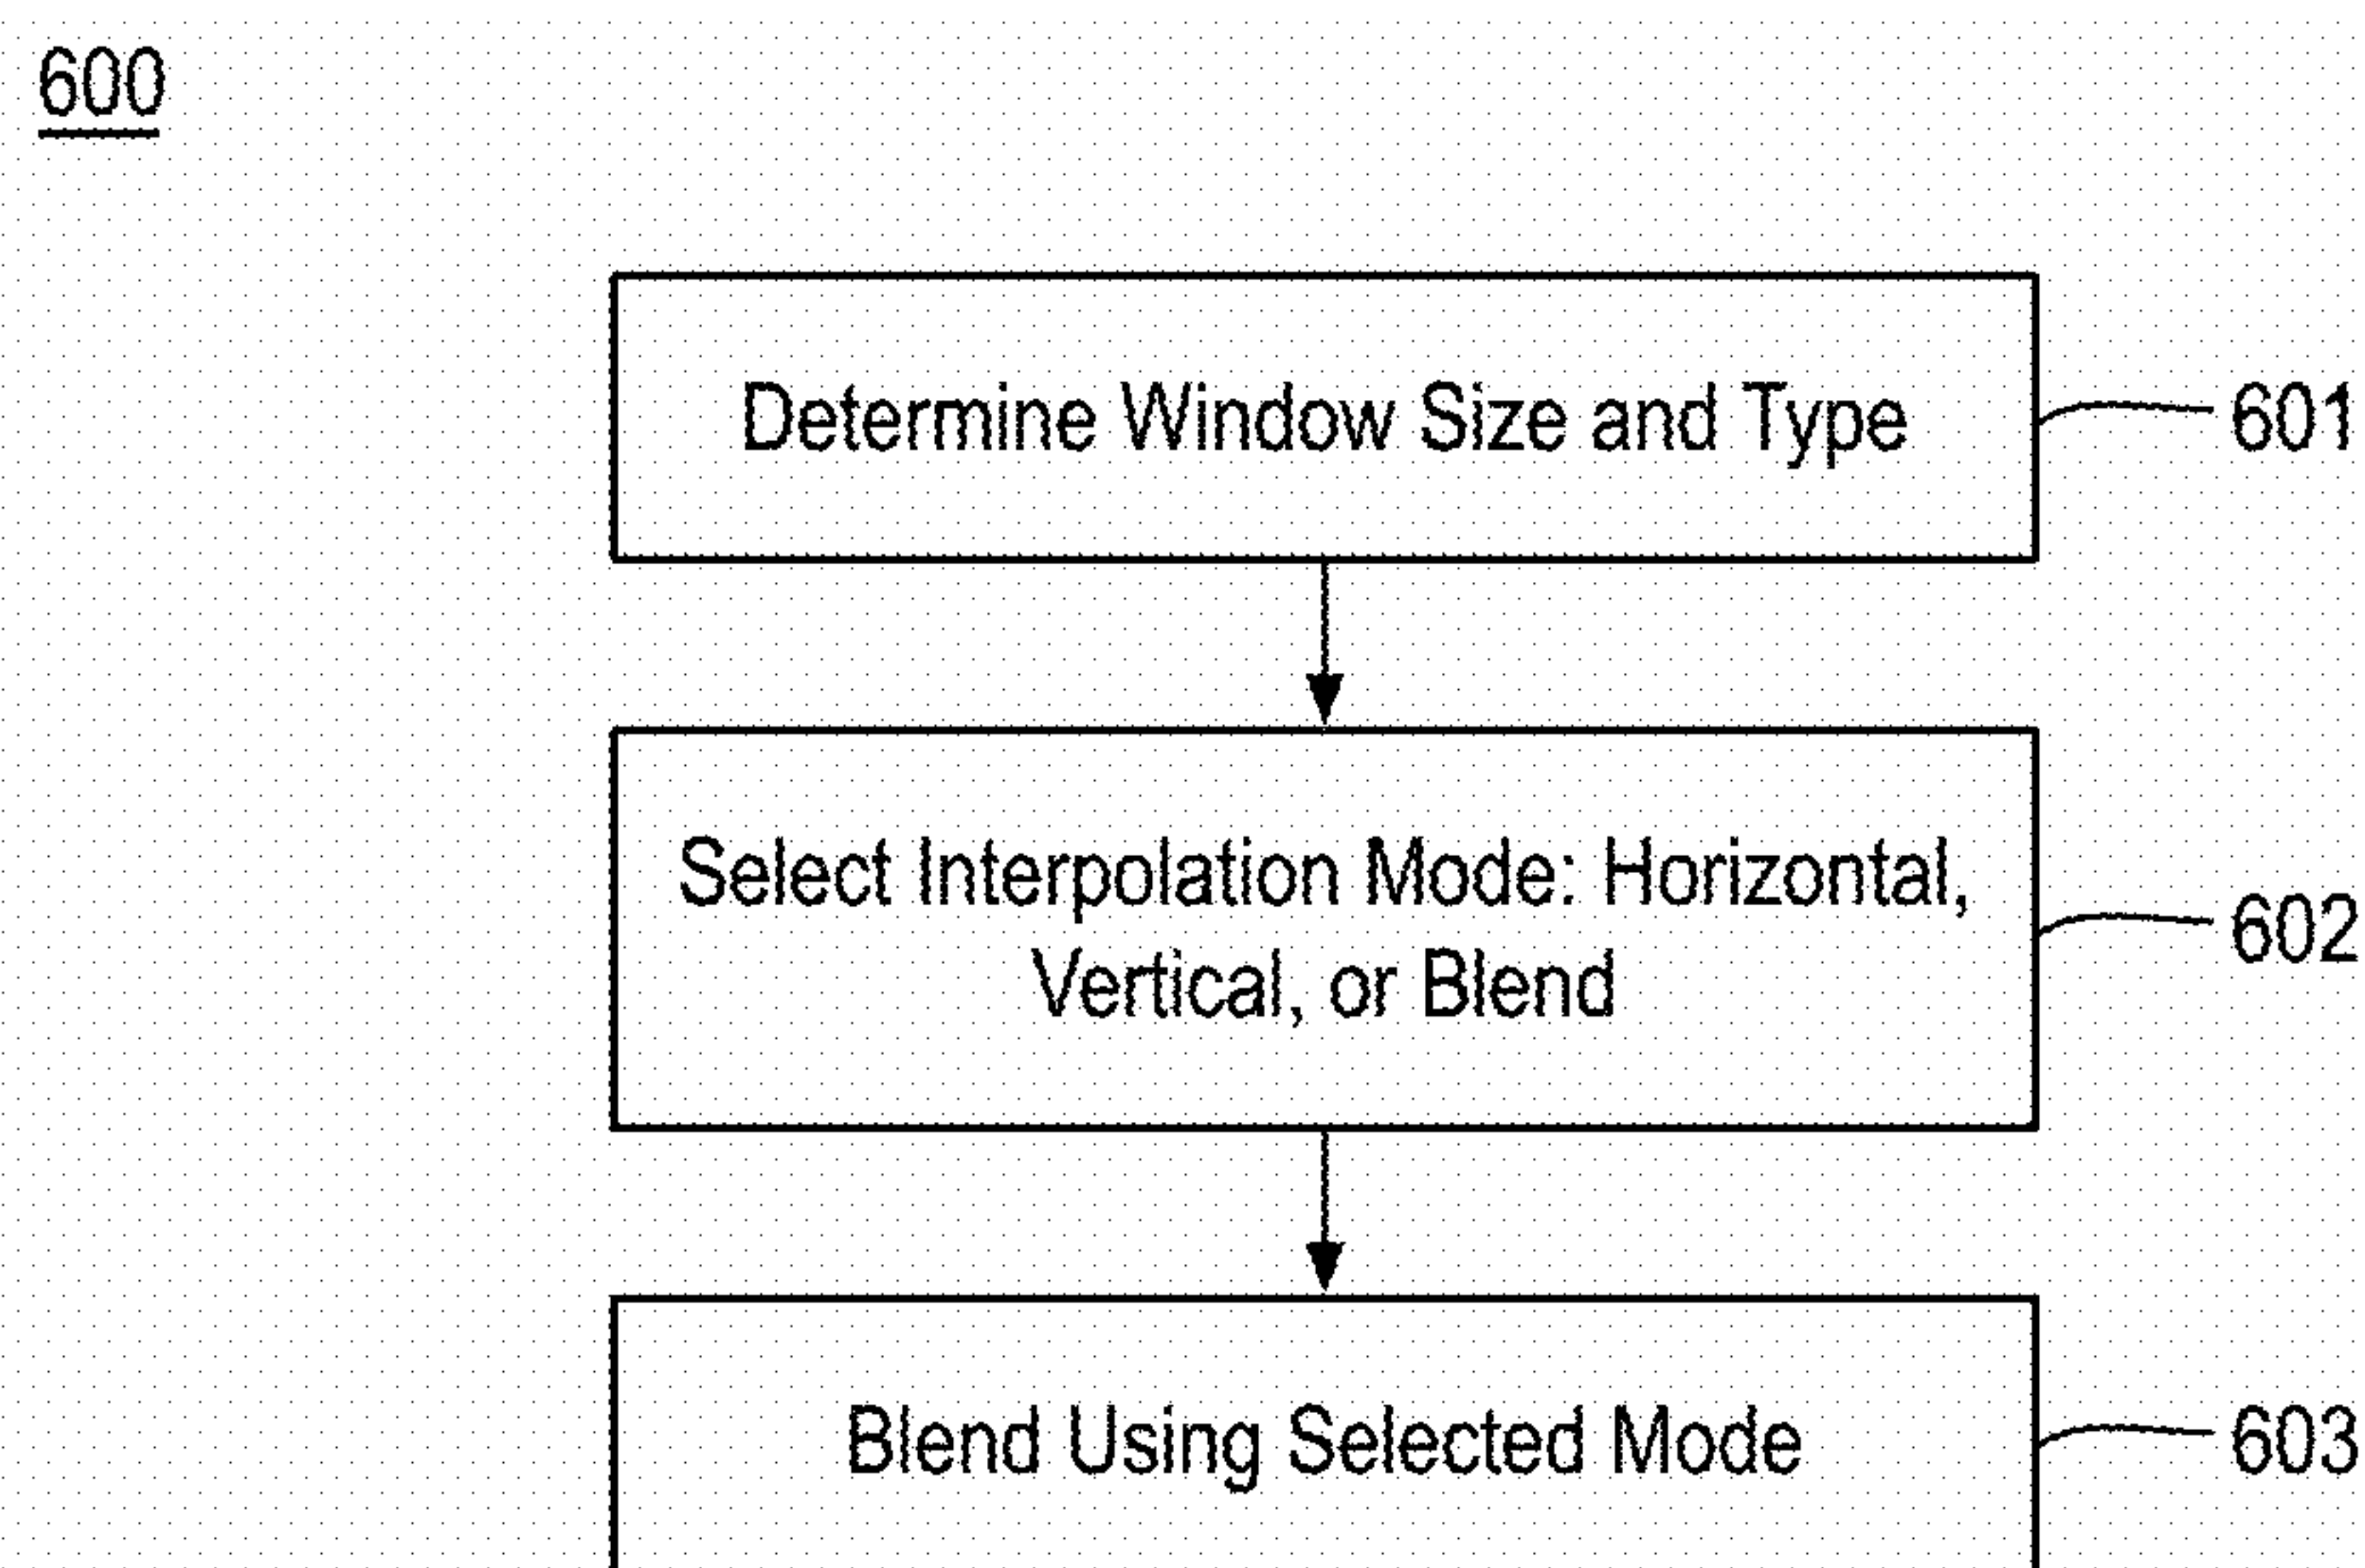 600
Determine Window Size and Type
601
Select Interpolation Mode: Horizontal,
Vertical, or Blend
602
Blend Using Selected Mode
603